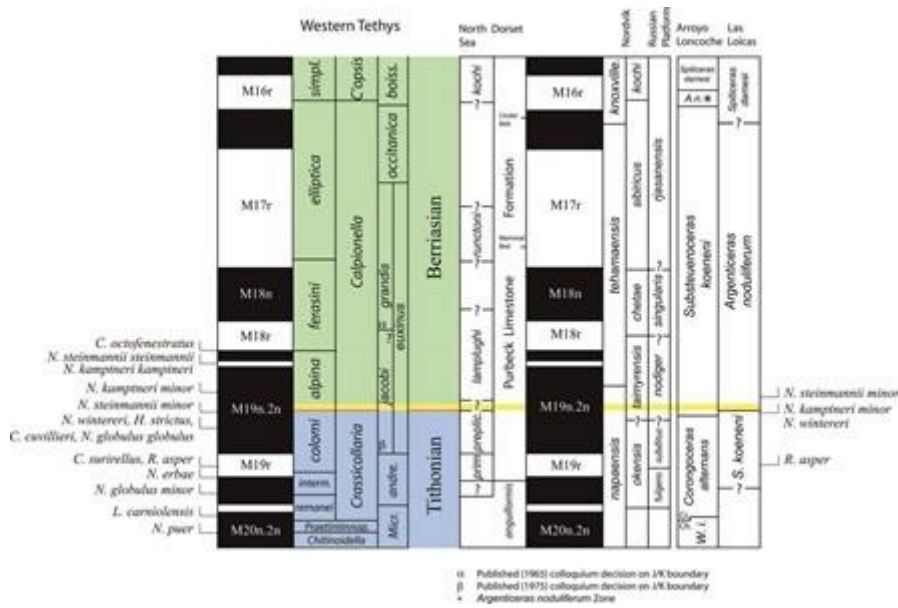 Western Tethys
North Sea
Dorset
Nordvik
Russian Platform
Arroyo Loncoche
Las Loicas
M16r
M17r
M18n
M18r
M19n.2n
M19r
M20n.2n
simpl.
elliptica
ferasini
alpina
colomi
interm.
remanei
Praetintinnop.
Chitinoidella
C'opsis
Calpionella
Crassicollaria
boiss.
occitanica
grandis
jacobi
euxinus
andre.
Micr.
Berriasian
Tithonian
kochi
?
runctoni
?
?
lamplughi
?
primitivus
preplic.
?
Formation
Purbeck Limestone
anguiformis
M16r
M17r
M18n
M18r
M19n.2n
M19r
M20n.2n
knoxville.
tehamaensis
napaensis
kochi
sibiricus
chetae
taimyrensis
okensis
rjasanensis
?
singularis
?
nodiger
?
subditus
fulgens
Spiticeras damesi
A.n.*
Substeueroceras koeneni
Corongoceras alternans
W. i.
Spiticeras damesi
?
Argenticeras noduliferum
S. koeneni
?
C. octofenestratus
N. steinmannii steinmannii
N. kamptneri kamptneri
N. kamptneri minor
N. steinmannii minor
N. wintereri, H. strictus,
C. cuvillieri, N. globulus globulus
C. surirellus, R. asper
N. erbae
N. globulus minor
L. carniolensis
N. puer
N. steinmannii minor
N. kamptneri minor
N. wintereri
R. asper
α Published (1963) colloquium decision on J/K boundary
β Published (1975) colloquium decision on J/K boundary
* Argenticeras noduliferum Zone